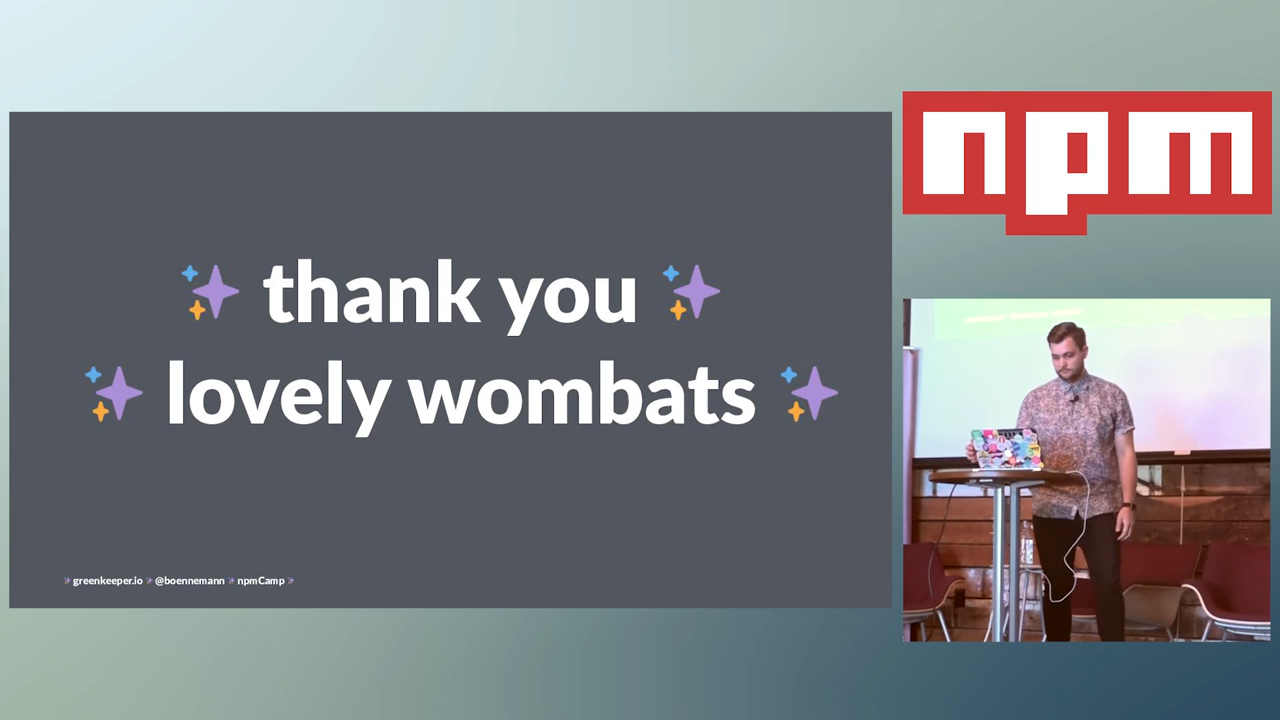 ✨ thank you ✨
✨ lovely wombats ✨
✨ greenkeeper.io ✨ @boennemann ✨ npmCamp ✨
npm